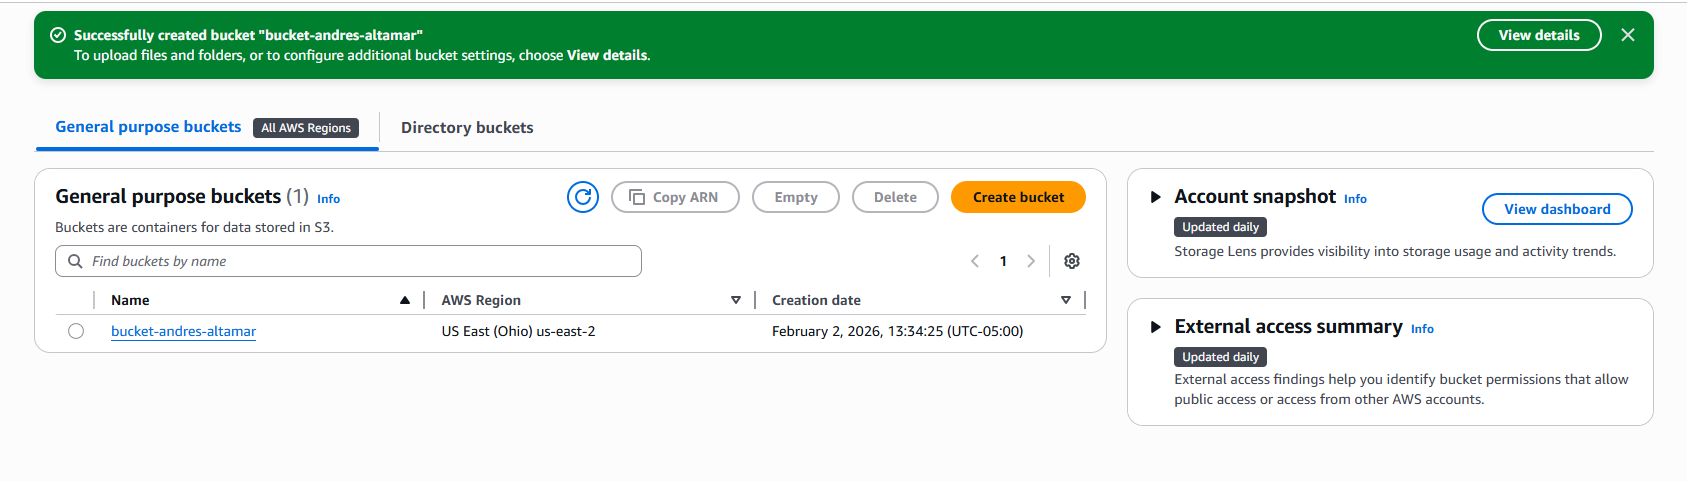 Successfully created bucket "bucket-andres-altamar"
To upload files and folders, or to configure additional bucket settings, choose View details.
View details
General purpose buckets All AWS Regions
Directory buckets
General purpose buckets (1) Info
Copy ARN
Empty
Delete
Create bucket
Buckets are containers for data stored in S3.
Find buckets by name
1
Name AWS Region Creation date
bucket-andres-altamar US East (Ohio) us-east-2 February 2, 2026, 13:34:25 (UTC-05:00)
Account snapshot Info
View dashboard
Updated daily
Storage Lens provides visibility into storage usage and activity trends.
External access summary Info
Updated daily
External access findings help you identify bucket permissions that allow
public access or access from other AWS accounts.